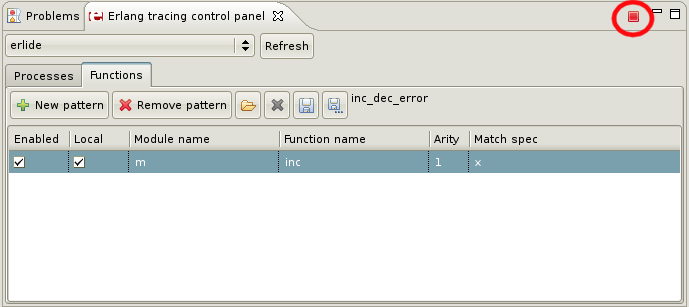 Problems Erlang tracing control panel
erlide Refresh
Processes Functions
New pattern Remove pattern inc_dec_error
Enabled Local Module name Function name Arity Match spec
m inc 1 x